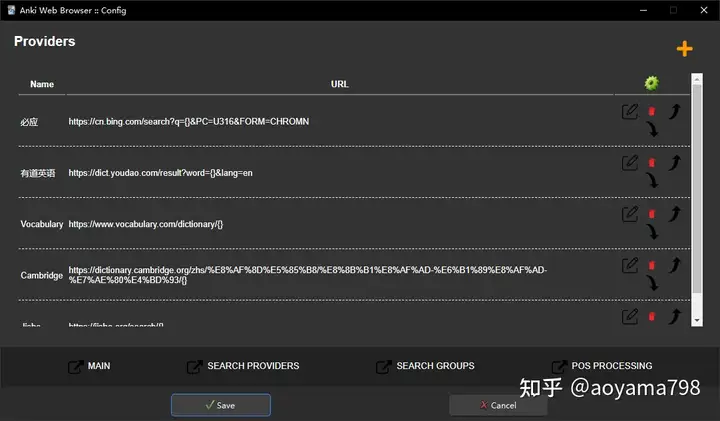 Anki Web Browser :: Config
Providers
Name URL
必应 https://cn.bing.com/search?q={}&PC=U316&FORM=CHROMN
有道英语 https://dict.youdao.com/result?word={}&lang=en
Vocabulary https://www.vocabulary.com/dictionary/{}
Cambridge https://dictionary.cambridge.org/zhs/%E8%AF%8D%E5%85%B8/%E8%8B%B1%E8%AF%AD-%E6%B1%89%E8%AF%AD-
%E7%AE%80%E4%BD%93/{}
https://jisho.org/search/{}
MAIN SEARCH PROVIDERS SEARCH GROUPS POS PROCESSING
Save Cancel
知乎 @aoyama798